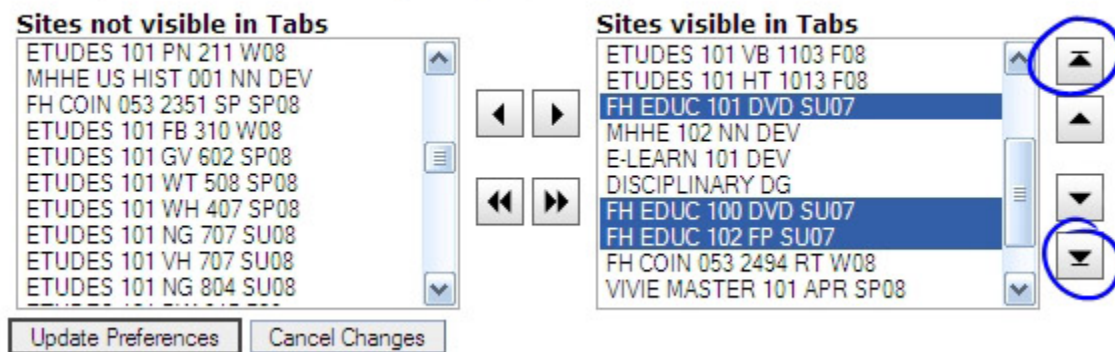 Sites not visible in Tabs
ETUDES 101 PN 211 W08
MHHE US HIST 001 NN DEV
FH COIN 053 2351 SP SP08
ETUDES 101 FB 310 W08
ETUDES 101 GV 602 SP08
ETUDES 101 WT 508 SP08
ETUDES 101 WH 407 SP08
ETUDES 101 NG 707 SU08
ETUDES 101 VH 707 SU08
ETUDES 101 NG 804 SU08
Sites visible in Tabs
ETUDES 101 VB 1103 F08
ETUDES 101 HT 1013 F08
FH EDUC 101 DVD SU07
MHHE 102 NN DEV
E-LEARN 101 DEV
DISCIPLINARY DG
FH EDUC 100 DVD SU07
FH EDUC 102 FP SU07
FH COIN 053 2494 RT W08
VIVIE MASTER 101 APR SP08
Update Preferences
Cancel Changes